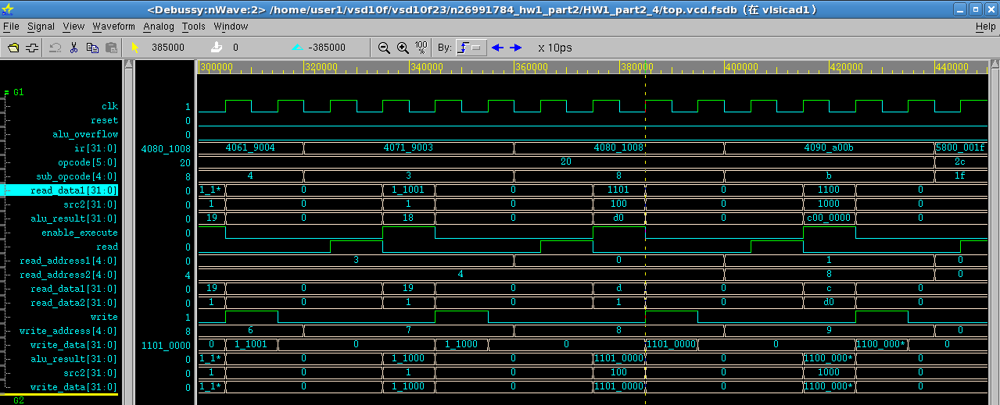 <Debussy:nWave:2> /home/user1/vsd10f/vsd10f23/n26991784_hw1_part2/HW1_part2_4/top.vcd.fsdb (在 vlsicad1)
File Signal View Waveform Analog Tools Window Help
385000 0 -385000 100% By: x 10ps
300000 320000 340000 360000 380000 400000 420000 440000
G1
clk 1
reset 0
alu_overflow 0
ir[31:0] 4080_1008 4061_9004 4071_9003 4080_1008 4090_a00b 5800_001f
opcode[5:0] 20 20 2c
sub_opcode[4:0] 8 4 3 8 b 1f
read_data1[31:0] 0 1_1* 0 1_1001 0 1101 0 1100 0
src2[31:0] 0 1 0 1 0 100 0 1000 0
alu_result[31:0] 0 19 0 18 0 d0 0 c00_0000 0
enable_execute 0
read 0
read_address1[4:0] 0 3 0 1 0
read_address2[4:0] 4 4 8 0
read_data1[31:0] 0 19 0 19 0 d 0 c 0
read_data2[31:0] 0 1 0 1 0 1 0 d0 0
write 1
write_address[4:0] 8 6 7 8 9 0
write_data[31:0] 1101_0000 0 1_1001 0 1_1000 0 1101_0000 0 1100_000* 0
alu_result[31:0] 0 1_1* 0 1_1000 0 1101_0000 0 1100_000* 0
src2[31:0] 0 1 0 1 0 100 0 1000 0
write_data[31:0] 0 1_1* 0 1_1000 0 1101_0000 0 1100_000* 0
G2